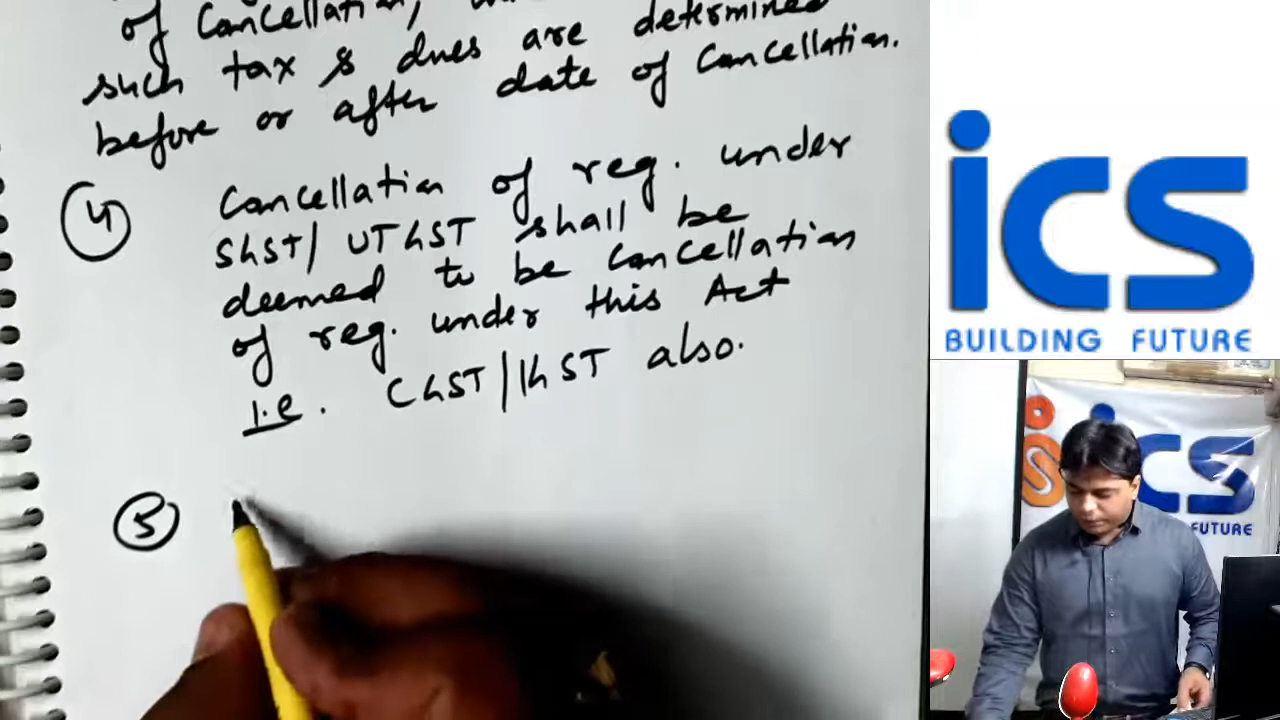 of Cancellation,
such tax & dues are determined
before or after date of Cancellation.
4 Cancellation of reg. under
SGST/ UTGST shall be
deemed to be Cancellation
of reg. under this Act
i.e. CGST/IGST also.
5
ics
BUILDING FUTURE
ics
FUTURE